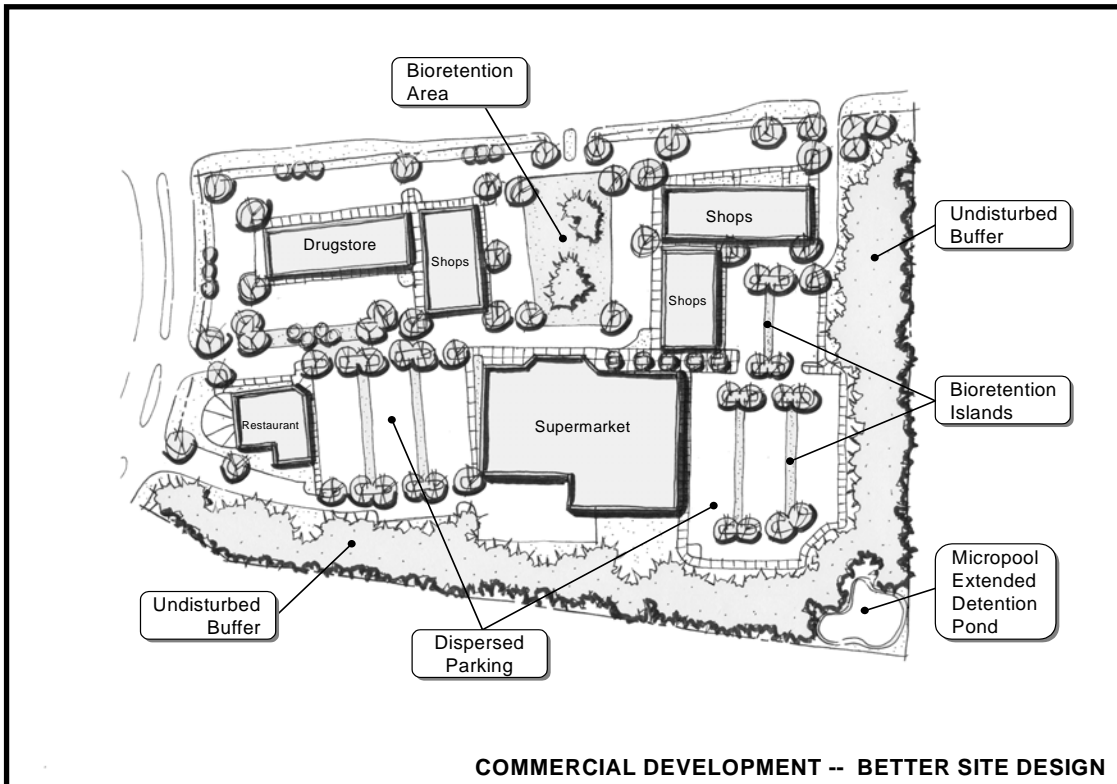 Bioretention
Area
Shops
Undisturbed
Buffer
Drugstore
Shops
Shops
Bioretention
Islands
Restaurant
Supermarket
Micropool
Extended
Detention
Pond
Undisturbed
Buffer
Dispersed
Parking
COMMERCIAL DEVELOPMENT -- BETTER SITE DESIGN